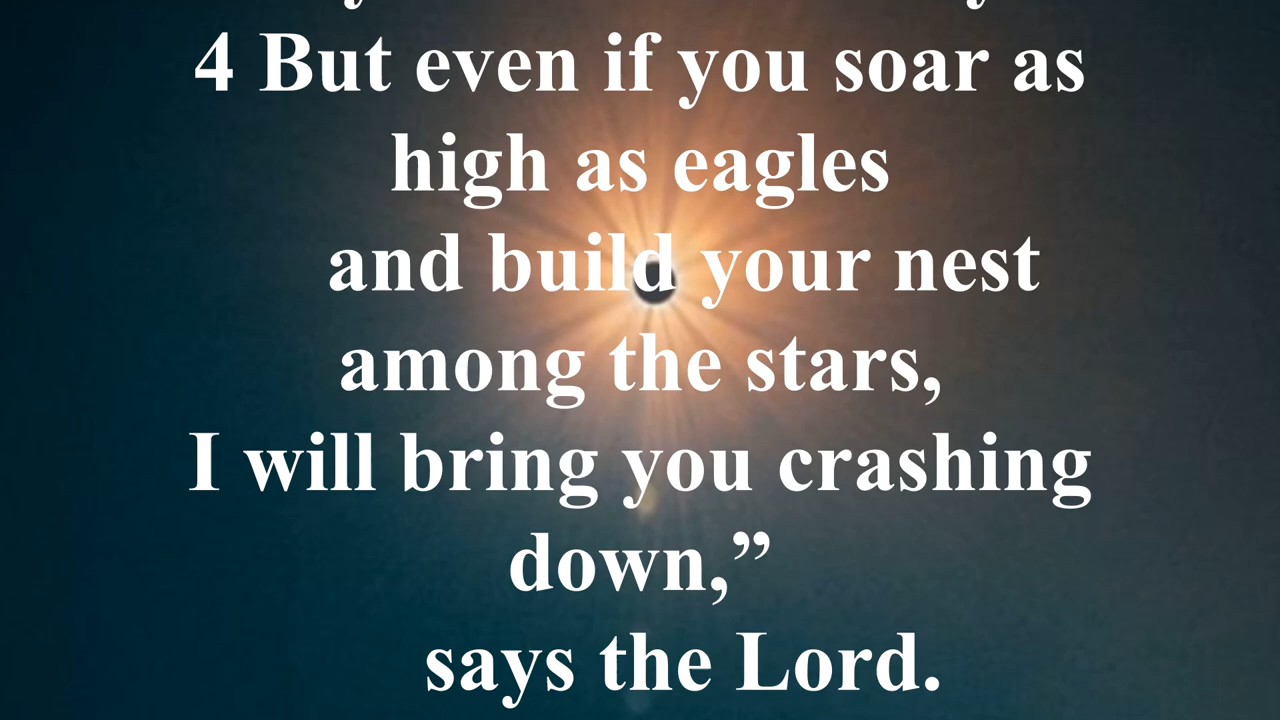 4 But even if you soar as
high as eagles
and build your nest
among the stars,
I will bring you crashing
down,”
says the Lord.